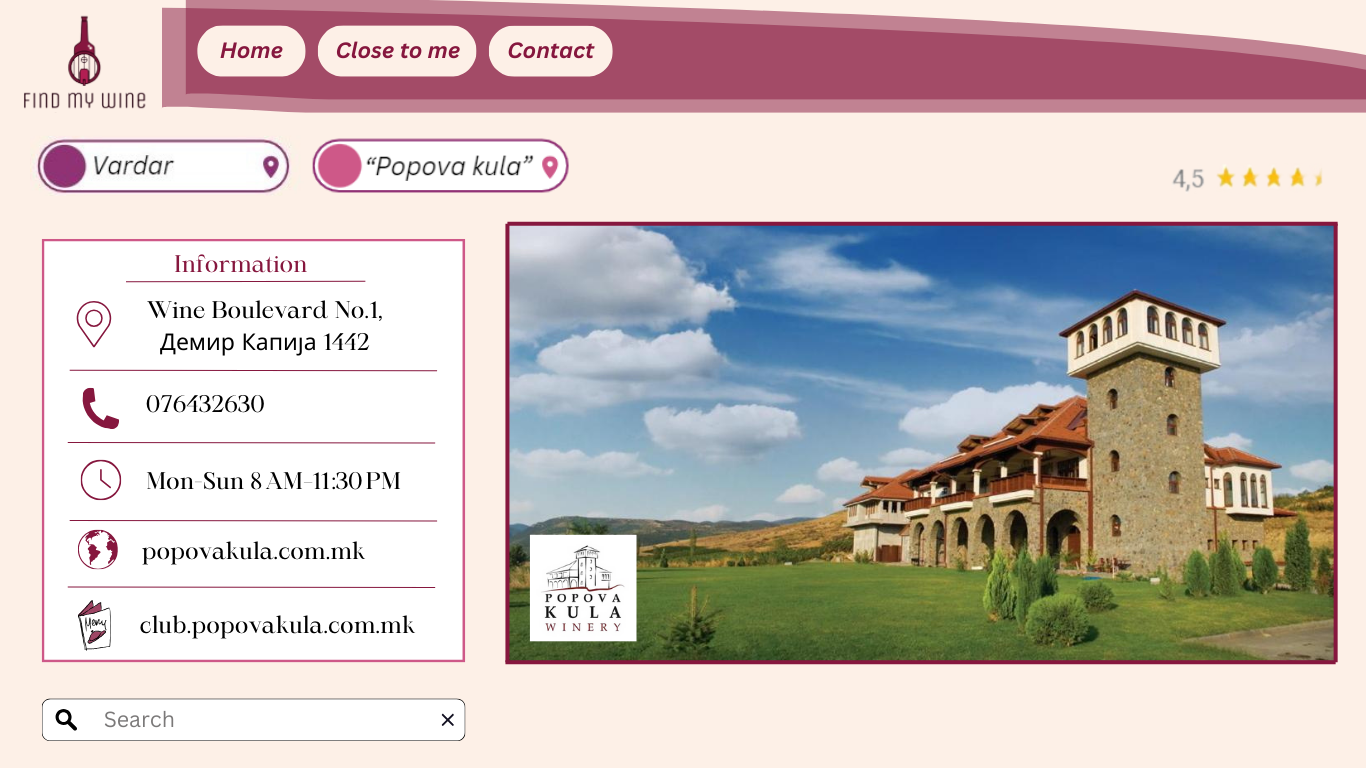 FIND MY WINE
Home
Close to me
Contact
Vardar
“Popova kula”
4,5
Information
Wine Boulevard No.1,
Демир Капија 1442
076432630
Mon-Sun 8 AM-11:30 PM
popovakula.com.mk
Menu
club.popovakula.com.mk
POPOVA
KULA
WINERY
Search